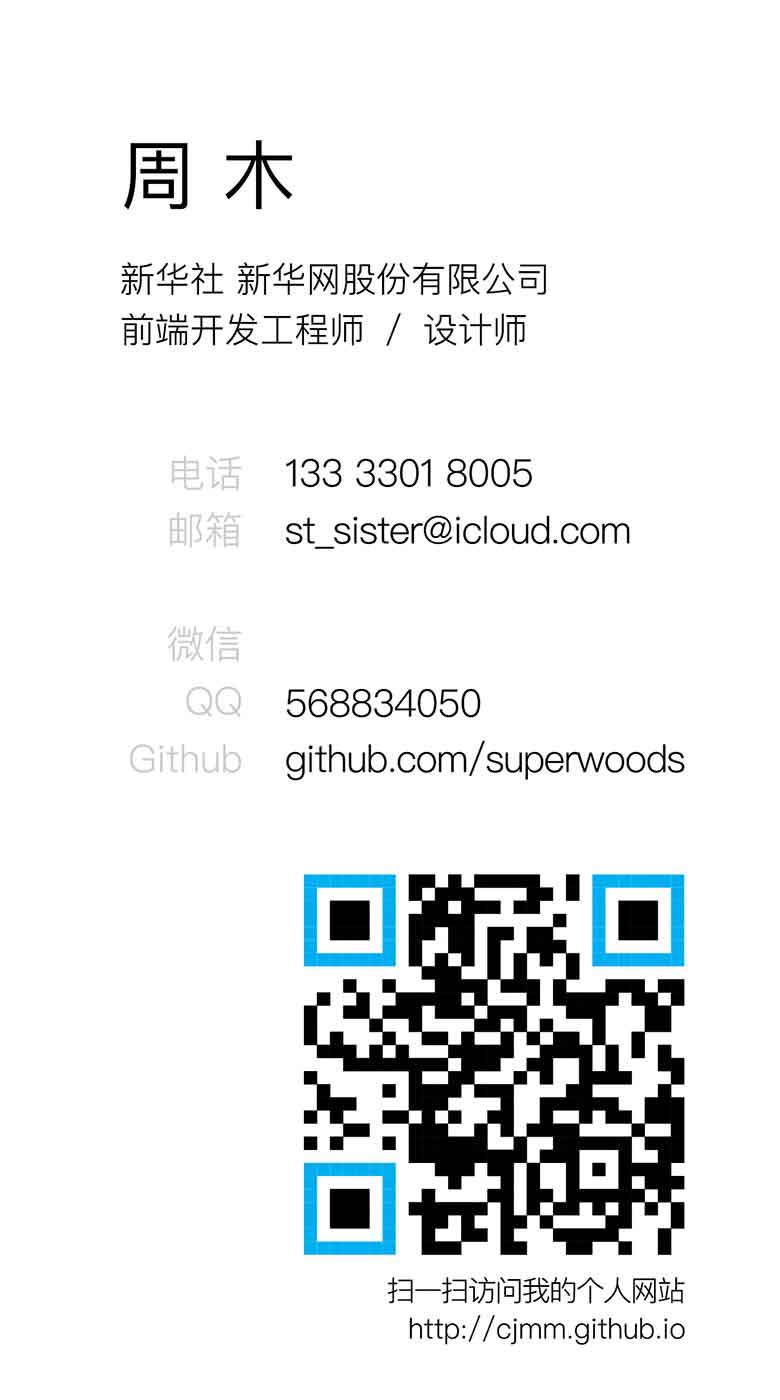 周 木
新华社 新华网股份有限公司
前端开发工程师 / 设计师
电话 133 3301 8005
邮箱 st_sister@icloud.com
微信
QQ 568834050
Github github.com/superwoods
扫一扫访问我的个人网站
http://cjmm.github.io